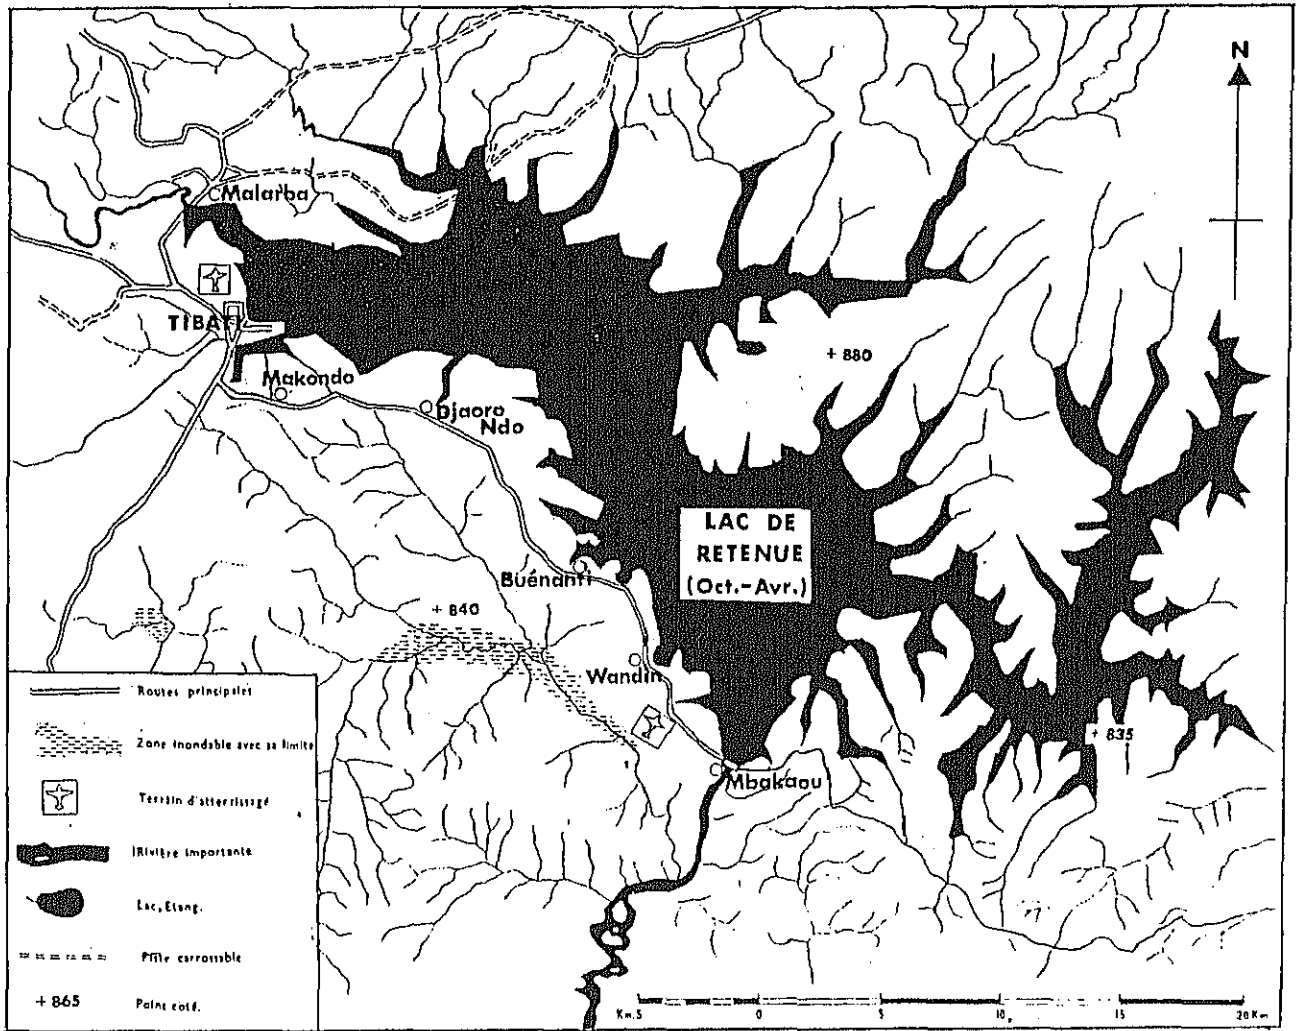 N
Malarba
TIBATI
+ 880
Makondo
Djaoro
Ndo
LAC DE
RETENUE
(Oct.-Avr.)
Buénanti
+ 840
Wandin
+ 835
Mbakaou
Routes principales
Zone inondable avec sa limite
Terrain d'atterrissage
Rivière importante
Lac, Etang.
Piste carrossable
+ 865
Point coté.
Km.5 0 5 10 15 20 Km